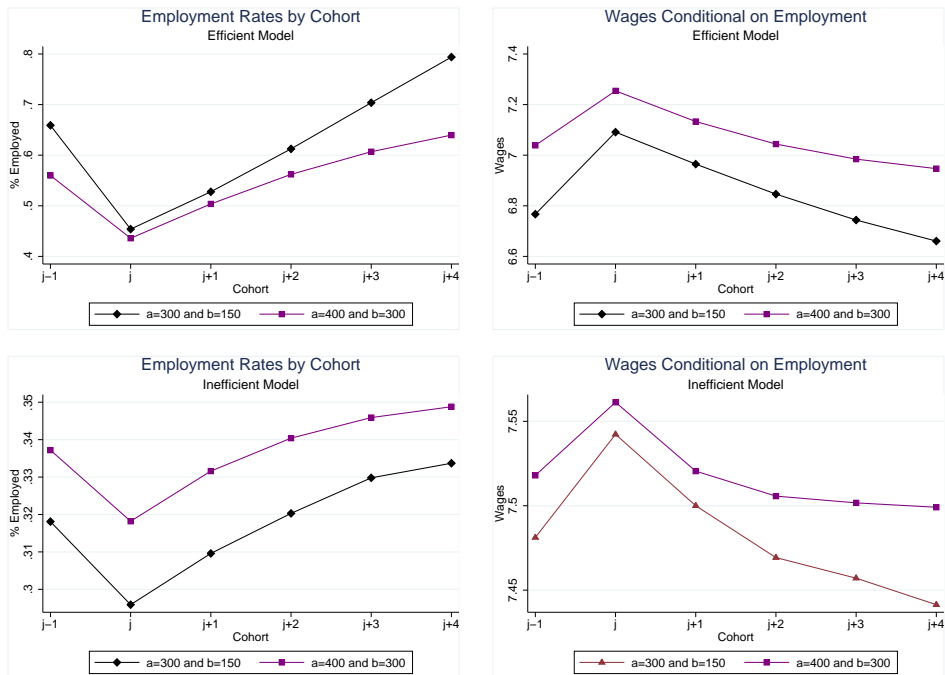 Employment Rates by Cohort
Efficient Model
% Employed
.8
.7
.6
.5
.4
j−1 j j+1 j+2 j+3 j+4
Cohort
a=300 and b=150 a=400 and b=300
Wages Conditional on Employment
Efficient Model
Wages
7.4
7.2
7
6.8
6.6
j−1 j j+1 j+2 j+3 j+4
Cohort
a=300 and b=150 a=400 and b=300
Employment Rates by Cohort
Inefficient Model
% Employed
.35
.34
.33
.32
.31
.3
j−1 j j+1 j+2 j+3 j+4
Cohort
a=300 and b=150 a=400 and b=300
Wages Conditional on Employment
Inefficient Model
Wages
7.55
7.5
7.45
j−1 j j+1 j+2 j+3 j+4
Cohort
a=300 and b=150 a=400 and b=300